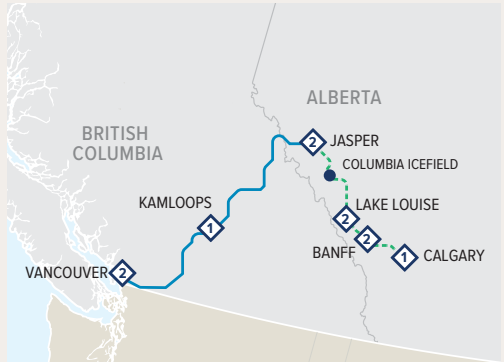 ALBERTA
BRITISH
COLUMBIA
2
JASPER
COLUMBIA ICEFIELD
KAMLOOPS
1
LAKE LOUISE
2
2
BANFF
1
CALGARY
VANCOUVER
2